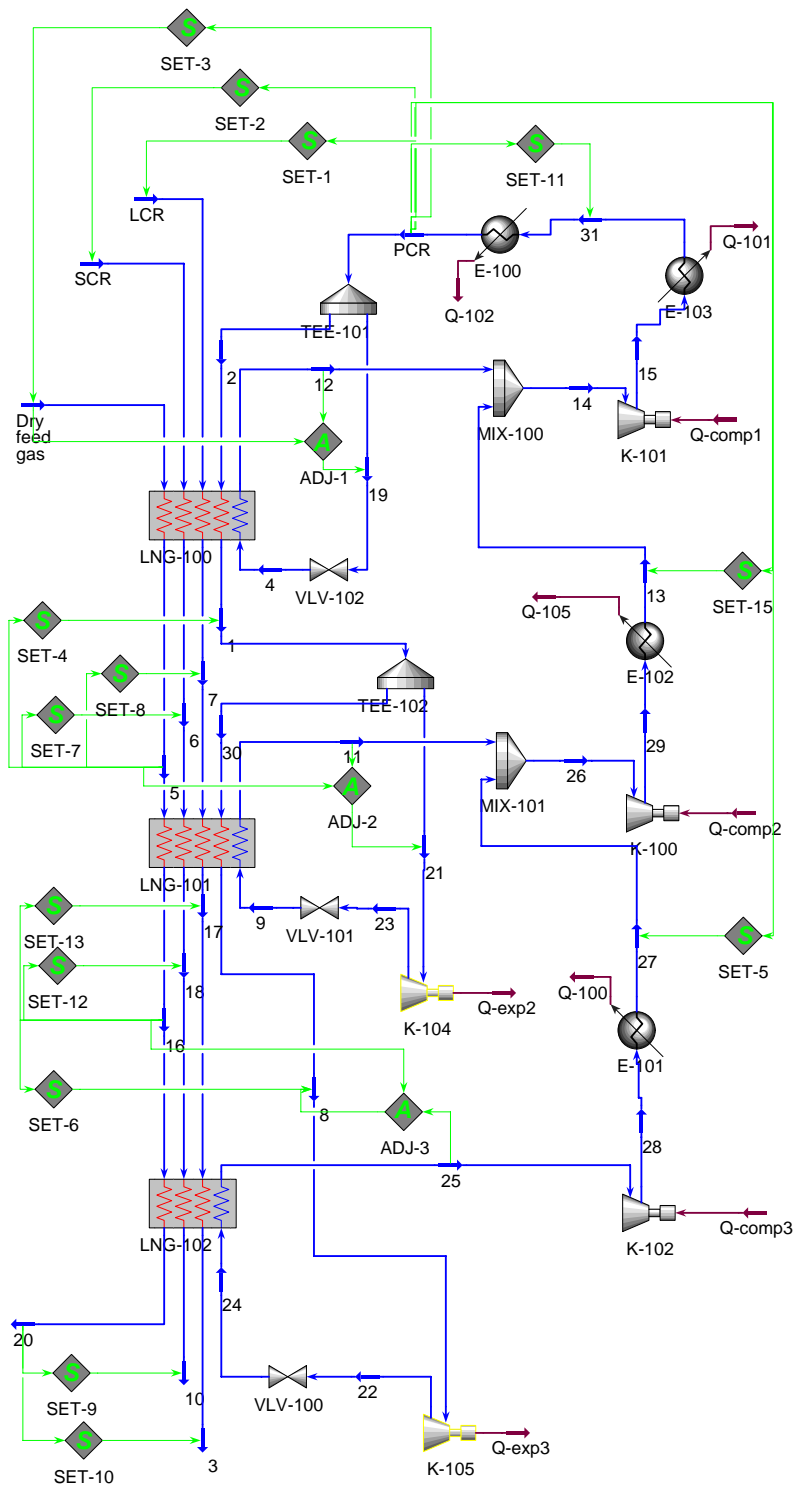 S
SET-3
S
SET-2
S
SET-1
S
SET-11
LCR
31
Q-101
PCR
E-100
SCR
E-103
Q-102
TEE-101
2
12
15
14
Dry
feed
gas
MIX-100
Q-comp1
K-101
A
ADJ-1
19
LNG-100
4
VLV-102
13
S
SET-15
Q-105
S
SET-4
1
E-102
S
SET-8
7
TEE-102
S
SET-7
6
30
11
29
5
26
A
ADJ-2
MIX-101
K-100
Q-comp2
LNG-101
21
S
SET-13
17
9
VLV-101
23
27
S
SET-5
S
SET-12
18
Q-100
K-104
Q-exp2
16
E-101
S
SET-6
8
A
ADJ-3
28
25
LNG-102
K-102
Q-comp3
24
20
S
SET-9
10
VLV-100
22
S
SET-10
3
K-105
Q-exp3